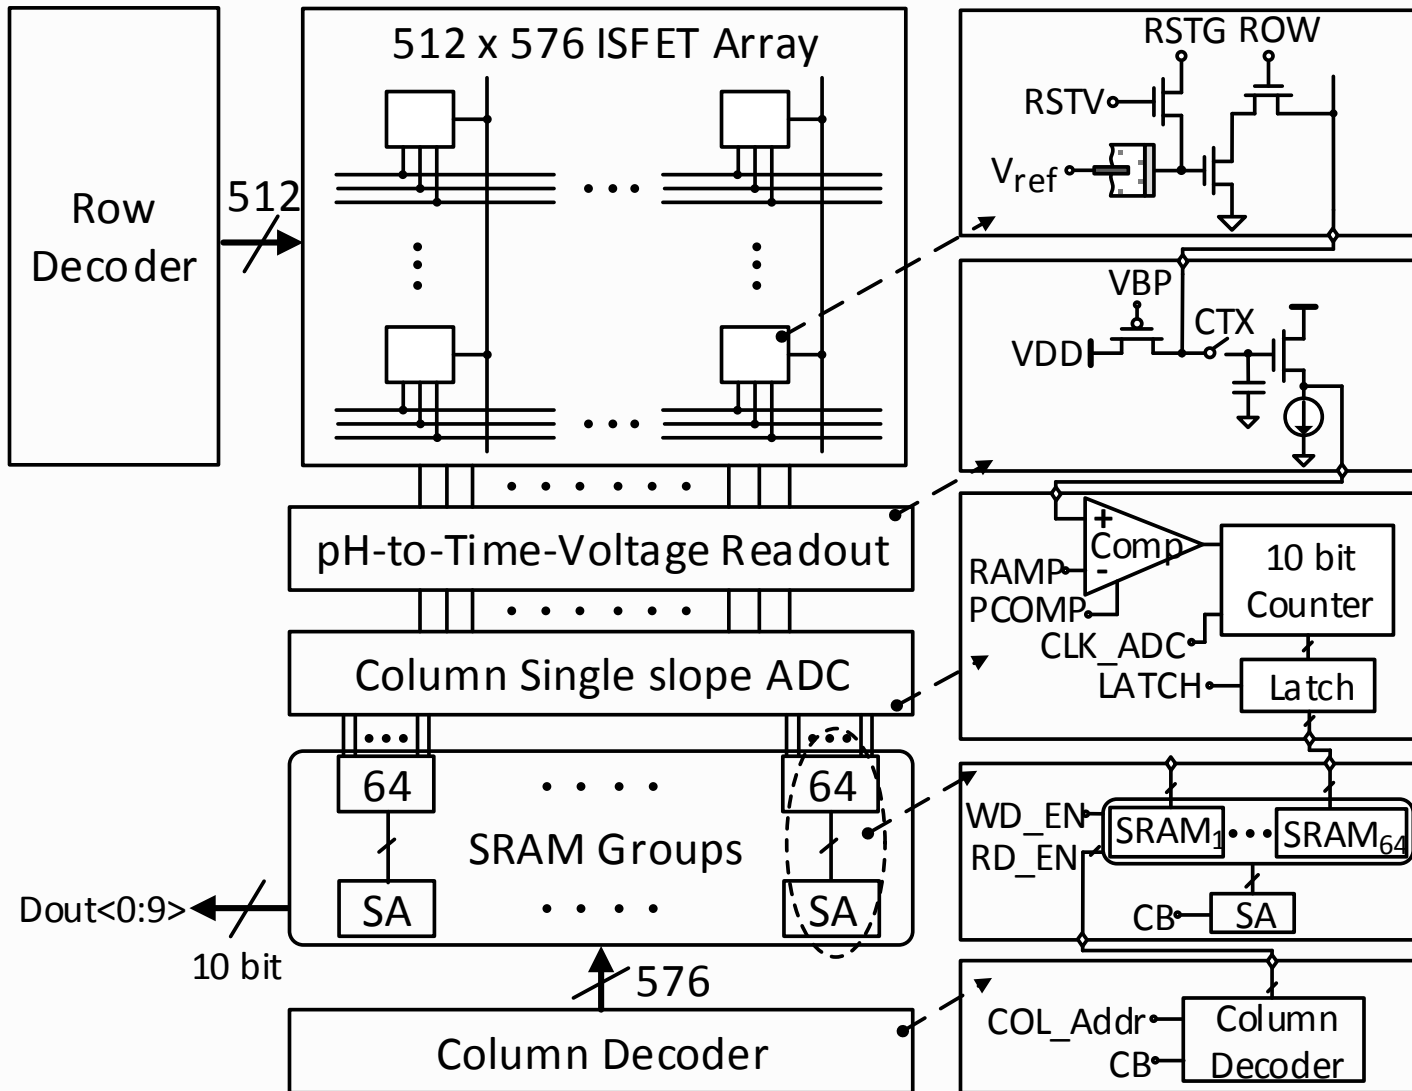 512 x 576 ISFET Array
Row
Decoder
512
pH-to-Time-Voltage Readout
Column Single slope ADC
64
64
SRAM Groups
SA
SA
Dout<0:9>
10 bit
576
Column Decoder
RSTG ROW
RSTV
Vref
VBP
CTX
VDD
+
Comp
-
RAMP
PCOMP
10 bit
Counter
CLK_ADC
LATCH
Latch
WD_EN
RD_EN
SRAM1
SRAM64
CB
SA
COL_Addr
CB
Column
Decoder